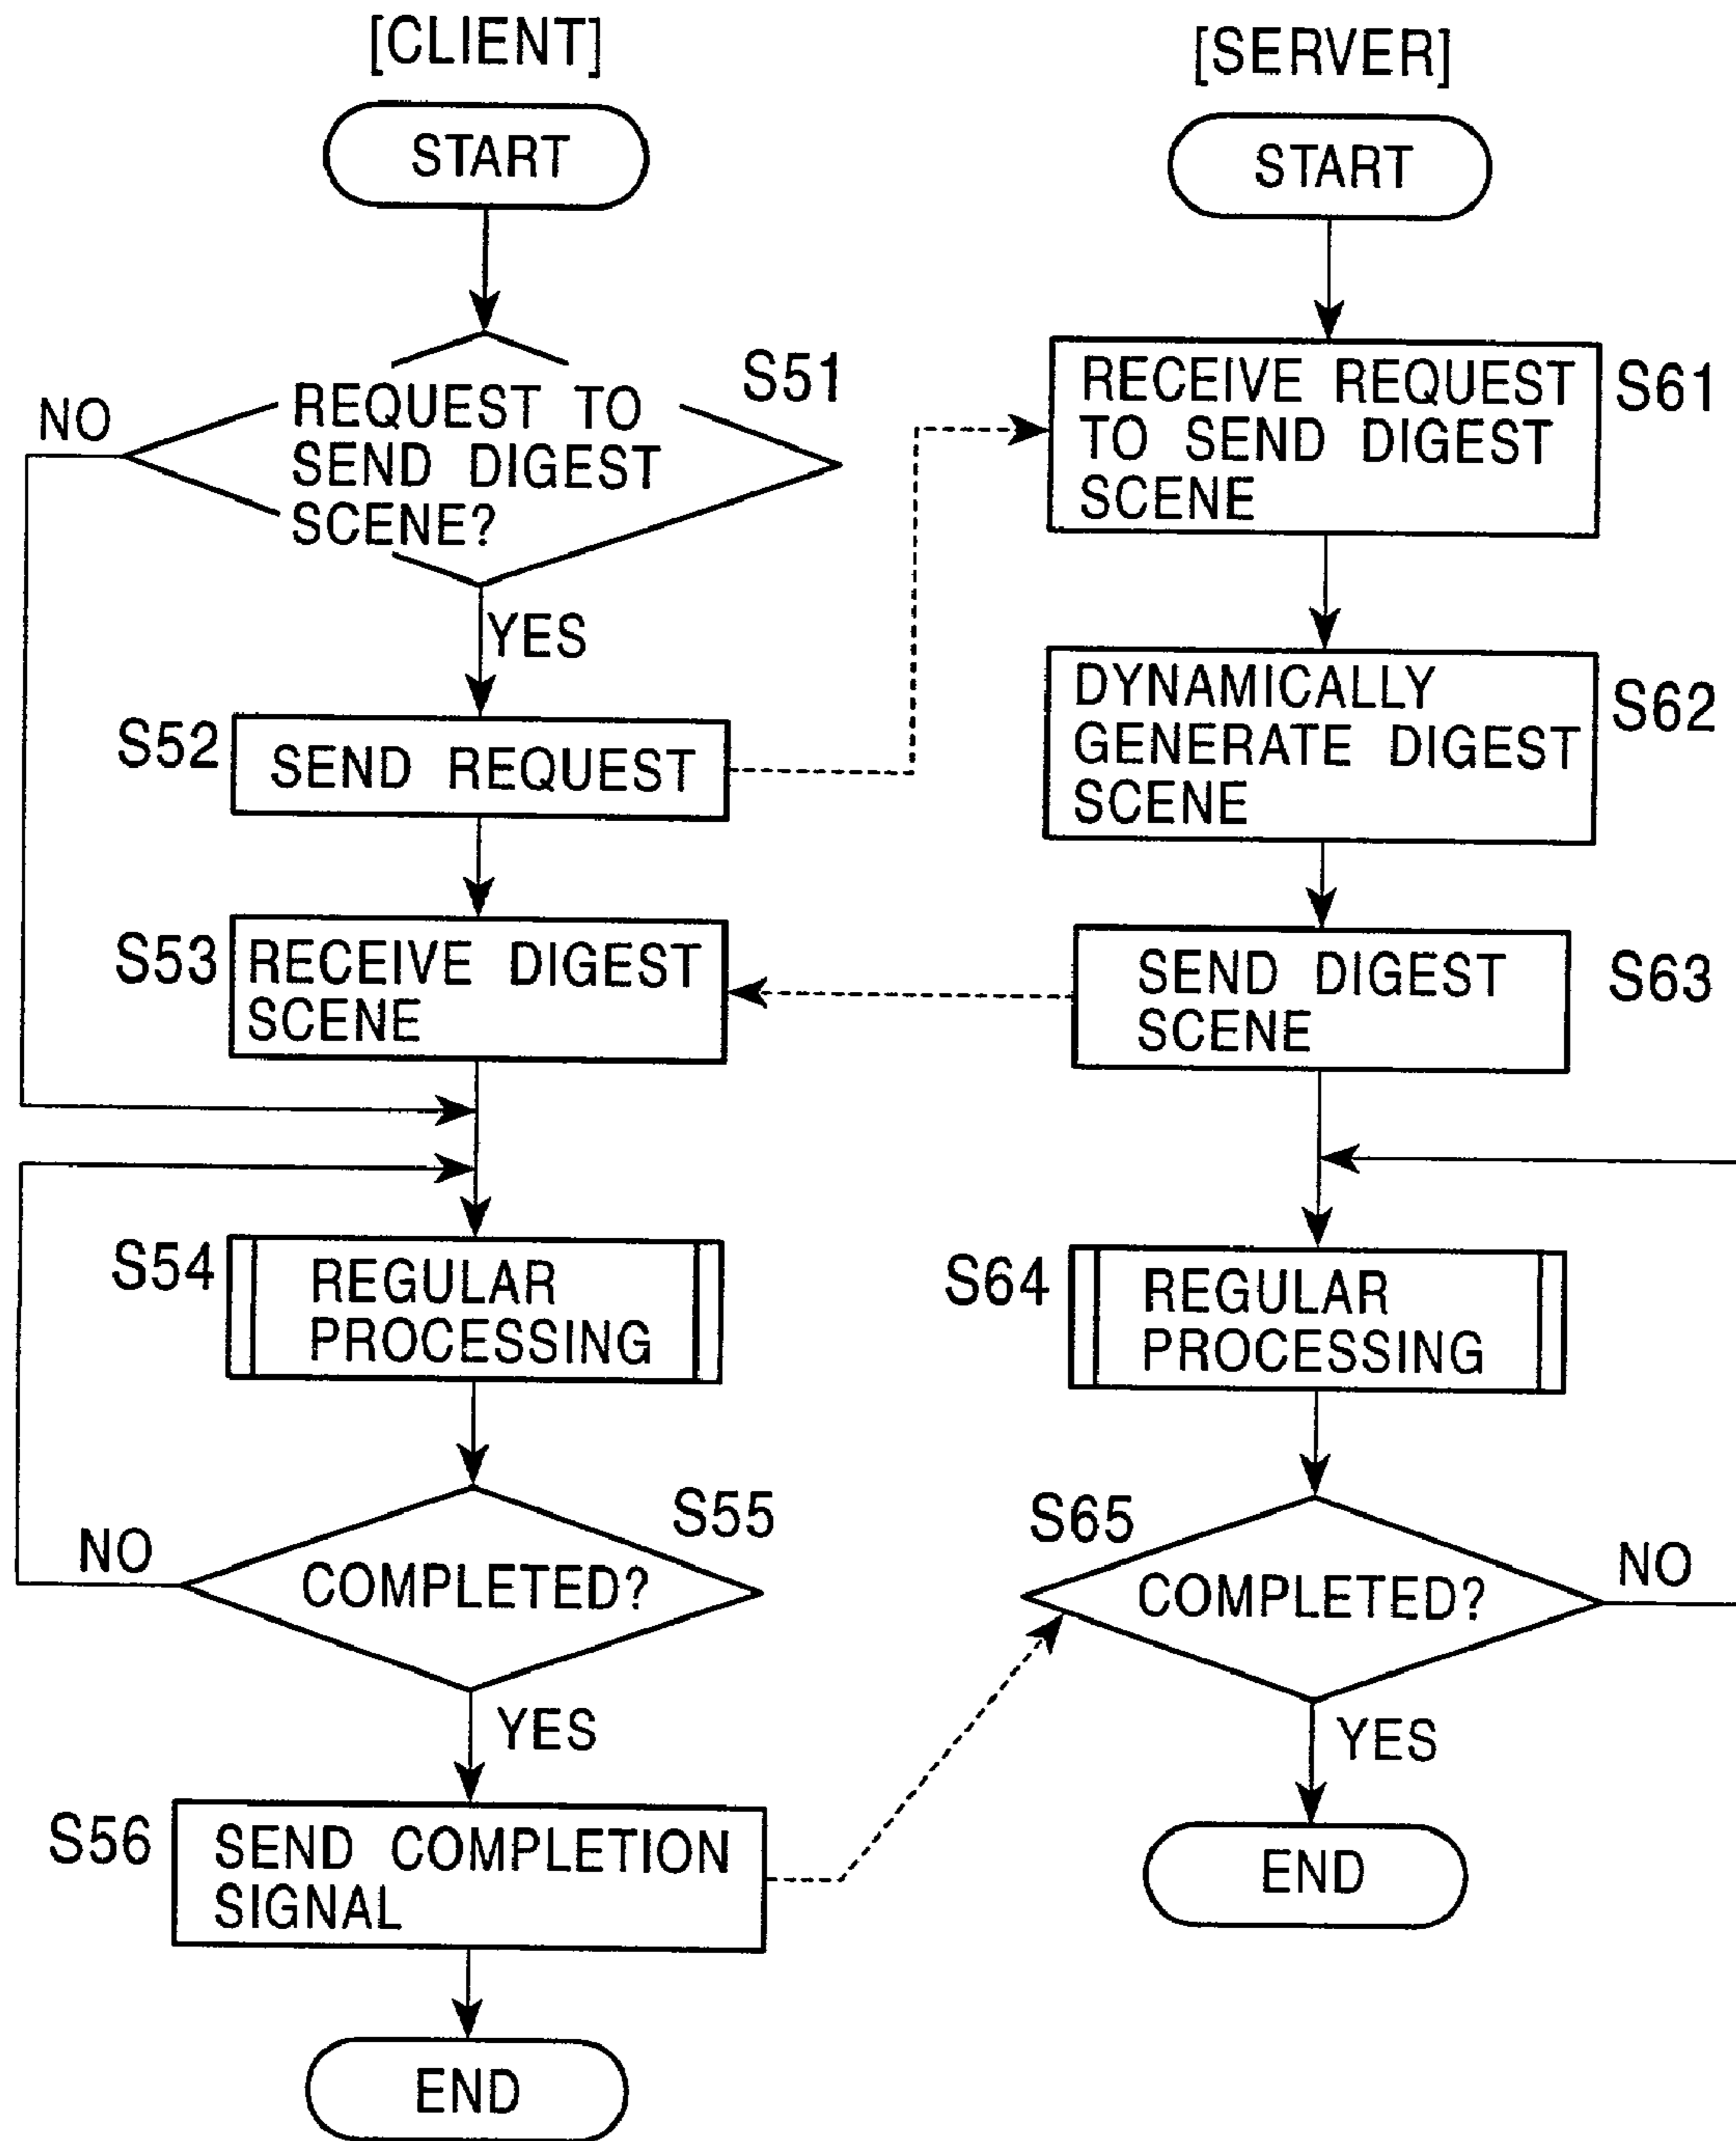 [CLIENT]
START
REQUEST TO
SEND DIGEST
SCENE?
S51
NO
YES
S52
SEND REQUEST
S53
RECEIVE DIGEST
SCENE
S54
REGULAR
PROCESSING
S55
COMPLETED?
NO
YES
S56
SEND COMPLETION
SIGNAL
END
[SERVER]
START
RECEIVE REQUEST
TO SEND DIGEST
SCENE
S61
DYNAMICALLY
GENERATE DIGEST
SCENE
S62
SEND DIGEST
SCENE
S63
S64
REGULAR
PROCESSING
S65
COMPLETED?
NO
YES
END